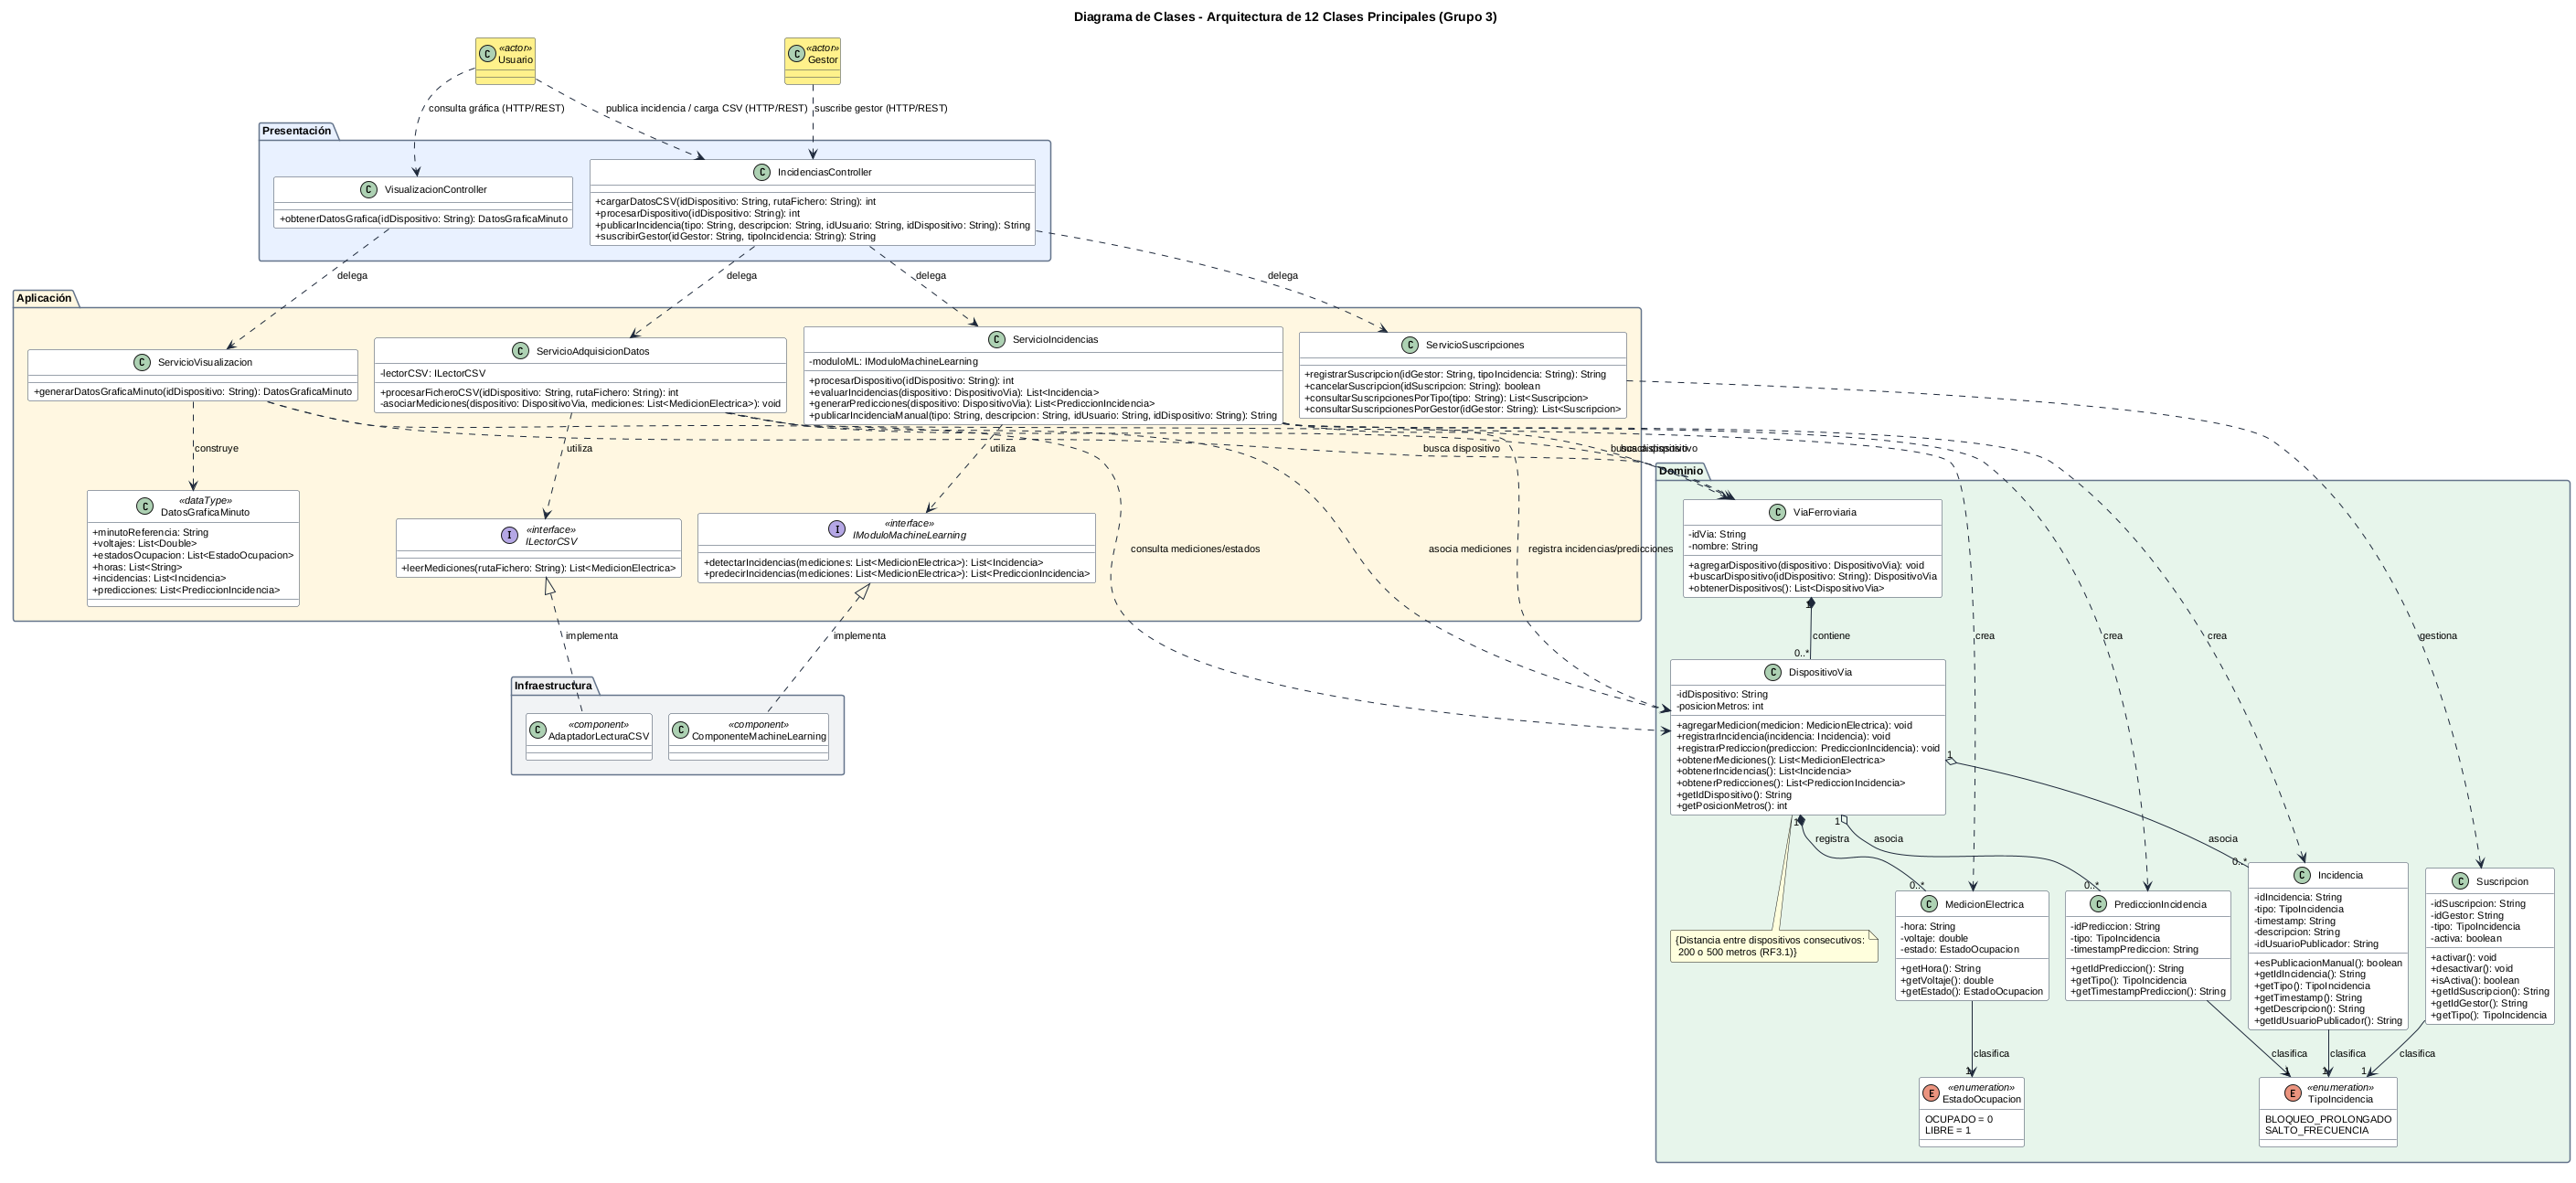 Diagrama de Clases - Arquitectura de 12 Clases Principales (Grupo 3)
C
«actor»
Usuario
C
«actor»
Gestor
consulta gráfica (HTTP/REST)
publica incidencia / carga CSV (HTTP/REST)
suscribe gestor (HTTP/REST)
Presentación
C VisualizacionController
+obtenerDatosGrafica(idDispositivo: String): DatosGraficaMinuto
C IncidenciasController
+cargarDatosCSV(idDispositivo: String, rutaFichero: String): int
+procesarDispositivo(idDispositivo: String): int
+publicarIncidencia(tipo: String, descripcion: String, idUsuario: String, idDispositivo: String): String
+suscribirGestor(idGestor: String, tipoIncidencia: String): String
delega
delega
delega
delega
Aplicación
C ServicioVisualizacion
+generarDatosGraficaMinuto(idDispositivo: String): DatosGraficaMinuto
C ServicioAdquisicionDatos
-lectorCSV: ILectorCSV
+procesarFicheroCSV(idDispositivo: String, rutaFichero: String): int
-asociarMediciones(dispositivo: DispositivoVia, mediciones: List<MedicionElectrica>): void
C ServicioIncidencias
-moduloML: IModuloMachineLearning
+procesarDispositivo(idDispositivo: String): int
+evaluarIncidencias(dispositivo: DispositivoVia): List<Incidencia>
+generarPredicciones(dispositivo: DispositivoVia): List<PrediccionIncidencia>
+publicarIncidenciaManual(tipo: String, descripcion: String, idUsuario: String, idDispositivo: String): String
C ServicioSuscripciones
+registrarSuscripcion(idGestor: String, tipoIncidencia: String): String
+cancelarSuscripcion(idSuscripcion: String): boolean
+consultarSuscripcionesPorTipo(tipo: String): List<Suscripcion>
+consultarSuscripcionesPorGestor(idGestor: String): List<Suscripcion>
construye
utiliza
utiliza
busca dispositivo
busca dispositivo
busca dispositivo
C
«dataType»
DatosGraficaMinuto
+minutoReferencia: String
+voltajes: List<Double>
+estadosOcupacion: List<EstadoOcupacion>
+horas: List<String>
+incidencias: List<Incidencia>
+predicciones: List<PrediccionIncidencia>
I
«interface»
ILectorCSV
+leerMediciones(rutaFichero: String): List<MedicionElectrica>
I
«interface»
IModuloMachineLearning
+detectarIncidencias(mediciones: List<MedicionElectrica>): List<Incidencia>
+predecirIncidencias(mediciones: List<MedicionElectrica>): List<PrediccionIncidencia>
consulta mediciones/estados
asocia mediciones
registra incidencias/predicciones
implementa
implementa
Infraestructura
C
«component»
AdaptadorLecturaCSV
C
«component»
ComponenteMachineLearning
Dominio
C ViaFerroviaria
-idVia: String
-nombre: String
+agregarDispositivo(dispositivo: DispositivoVia): void
+buscarDispositivo(idDispositivo: String): DispositivoVia
+obtenerDispositivos(): List<DispositivoVia>
1
contiene
0..*
crea
crea
crea
gestiona
C DispositivoVia
-idDispositivo: String
-posicionMetros: int
+agregarMedicion(medicion: MedicionElectrica): void
+registrarIncidencia(incidencia: Incidencia): void
+registrarPrediccion(prediccion: PrediccionIncidencia): void
+obtenerMediciones(): List<MedicionElectrica>
+obtenerIncidencias(): List<Incidencia>
+obtenerPredicciones(): List<PrediccionIncidencia>
+getIdDispositivo(): String
+getPosicionMetros(): int
1
1
1
registra
asocia
asocia
0..*
0..*
0..*
{Distancia entre dispositivos consecutivos:
200 o 500 metros (RF3.1)}
C MedicionElectrica
-hora: String
-voltaje: double
-estado: EstadoOcupacion
+getHora(): String
+getVoltaje(): double
+getEstado(): EstadoOcupacion
C PrediccionIncidencia
-idPrediccion: String
-tipo: TipoIncidencia
-timestampPrediccion: String
+getIdPrediccion(): String
+getTipo(): TipoIncidencia
+getTimestampPrediccion(): String
C Incidencia
-idIncidencia: String
-tipo: TipoIncidencia
-timestamp: String
-descripcion: String
-idUsuarioPublicador: String
+esPublicacionManual(): boolean
+getIdIncidencia(): String
+getTipo(): TipoIncidencia
+getTimestamp(): String
+getDescripcion(): String
+getIdUsuarioPublicador(): String
C Suscripcion
-idSuscripcion: String
-idGestor: String
-tipo: TipoIncidencia
-activa: boolean
+activar(): void
+desactivar(): void
+isActiva(): boolean
+getIdSuscripcion(): String
+getIdGestor(): String
+getTipo(): TipoIncidencia
clasifica
clasifica
clasifica
clasifica
1
1
1
1
E
«enumeration»
EstadoOcupacion
OCUPADO = 0
LIBRE = 1
E
«enumeration»
TipoIncidencia
BLOQUEO_PROLONGADO
SALTO_FRECUENCIA